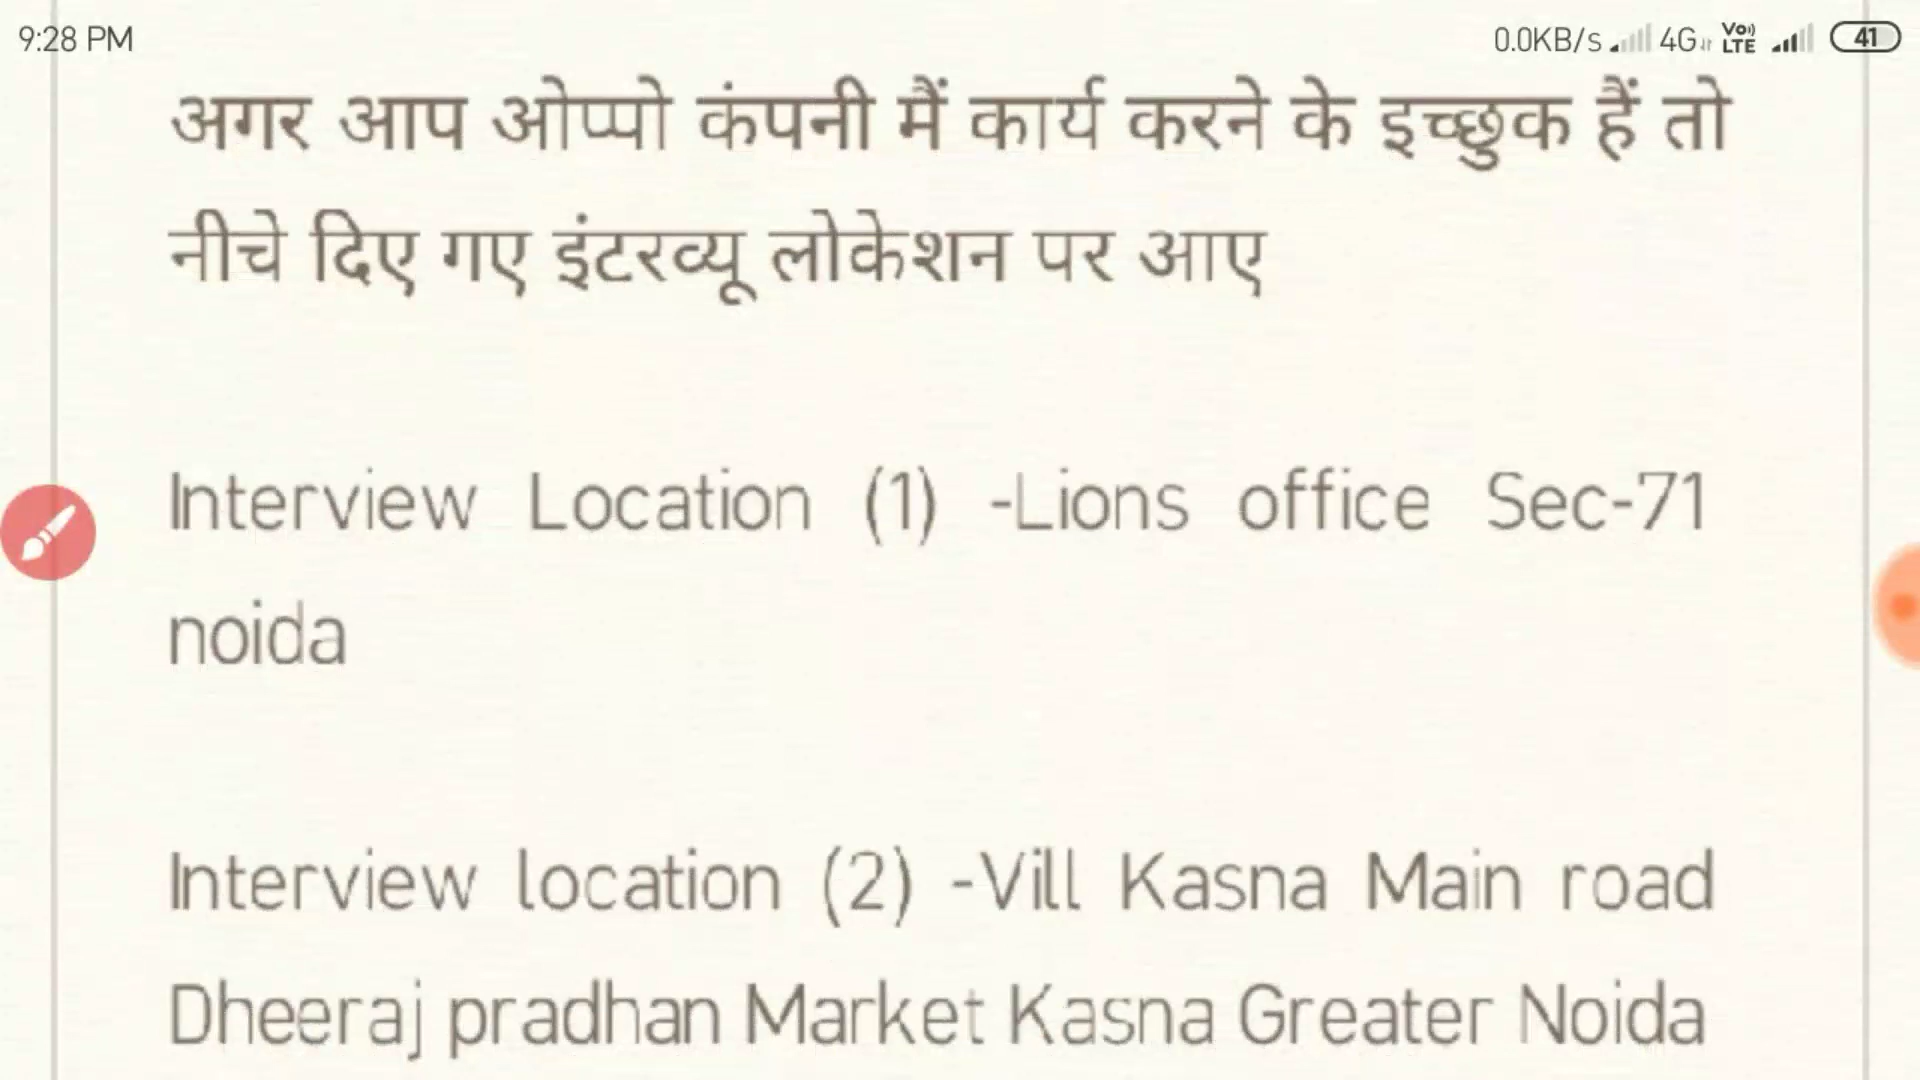 9:28 PM 0.0KB/s 4G Vo)) LTE 41
अगर आप ओप्पो कंपनी मैं कार्य करने के इच्छुक हैं तो
नीचे दिए गए इंटरव्यू लोकेशन पर आए
Interview Location (1) -Lions office Sec-71
noida
Interview location (2) -Vill Kasna Main road
Dheeraj pradhan Market Kasna Greater Noida